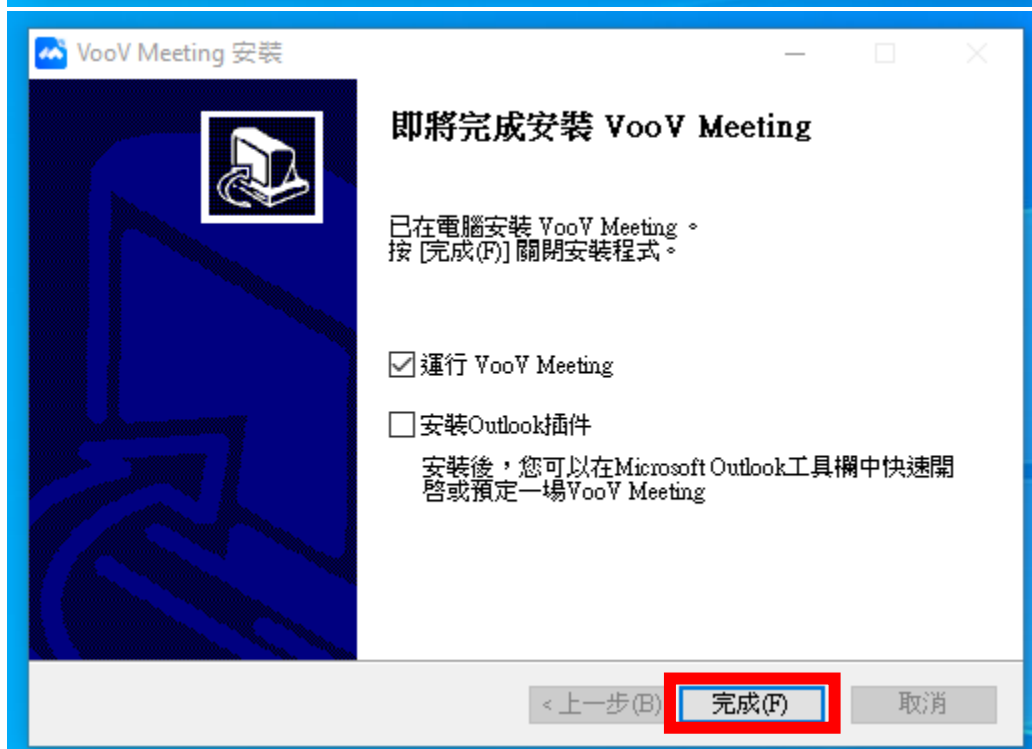 VooV Meeting 安裝
即將完成安裝 VooV Meeting
已在電腦安裝 VooV Meeting。
按 [完成(F)] 關閉安裝程式。
運行 VooV Meeting
安裝Outlook插件
安裝後，您可以在Microsoft Outlook工具欄中快速開
啓或預定一場VooV Meeting
<上一步(B)
完成(F)
取消